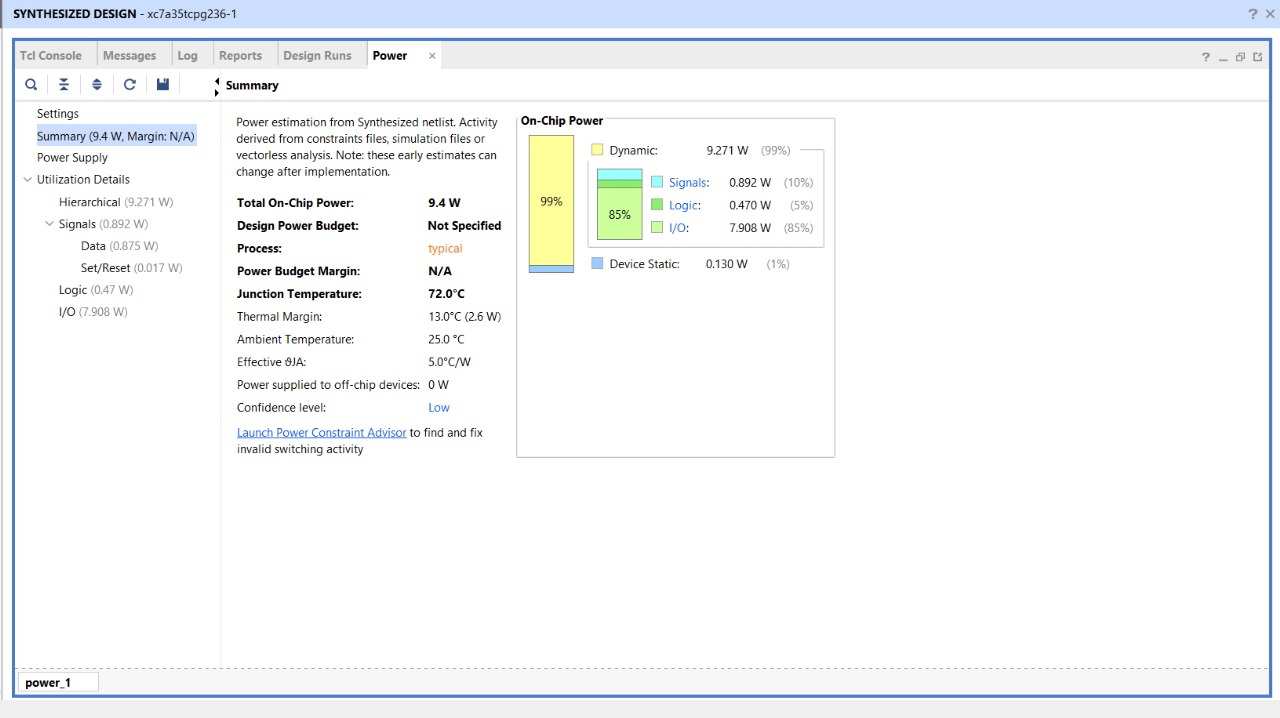 SYNTHESIZED DESIGN - xc7a35tcpg236-1
Tcl Console Messages Log Reports Design Runs Power
Summary
Settings
Summary (9.4 W, Margin: N/A)
Power Supply
Utilization Details
Hierarchical (9.271 W)
Signals (0.892 W)
Data (0.875 W)
Set/Reset (0.017 W)
Logic (0.47 W)
I/O (7.908 W)
Power estimation from Synthesized netlist. Activity
derived from constraints files, simulation files or
vectorless analysis. Note: these early estimates can
change after implementation.
Total On-Chip Power: 9.4 W
Design Power Budget: Not Specified
Process: typical
Power Budget Margin: N/A
Junction Temperature: 72.0°C
Thermal Margin: 13.0°C (2.6 W)
Ambient Temperature: 25.0 °C
Effective ϑJA: 5.0°C/W
Power supplied to off-chip devices: 0 W
Confidence level: Low
Launch Power Constraint Advisor to find and fix
invalid switching activity
On-Chip Power
99%
Dynamic: 9.271 W (99%)
85%
Signals: 0.892 W (10%)
Logic: 0.470 W (5%)
I/O: 7.908 W (85%)
Device Static: 0.130 W (1%)
power_1